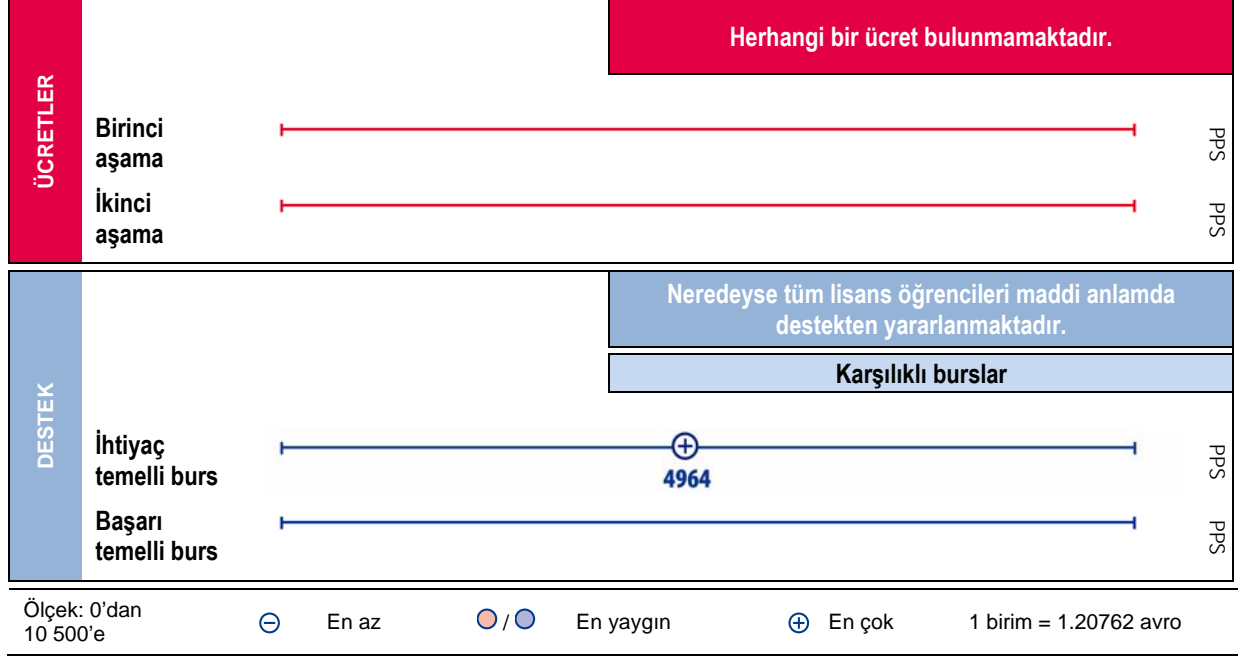 ÜCRETLER
Herhangi bir ücret bulunmamaktadır.
Birinci
aşama
PPS
İkinci
aşama
PPS
DESTEK
Neredeyse tüm lisans öğrencileri maddi anlamda
destekten yararlanmaktadır.
Karşılıklı burslar
İhtiyaç
temelli burs
4964
PPS
Başarı
temelli burs
PPS
Ölçek: 0’dan
10 500’e
En az
/
En yaygın
En çok
1 birim = 1.20762 avro